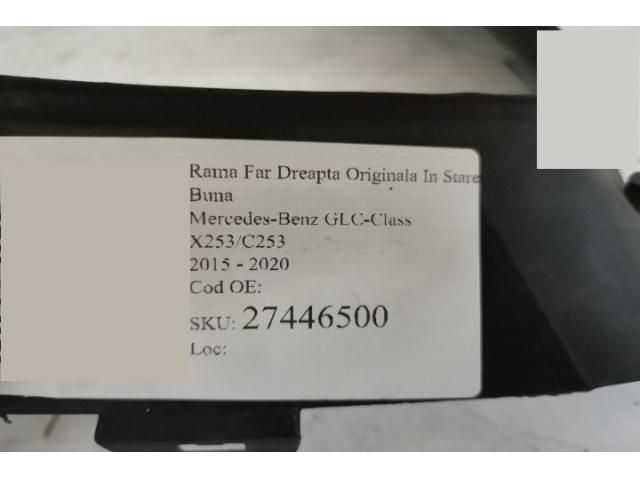 Rama Far Dreapta Originala In Stare
Buna
Mercedes-Benz GLC-Class
X253/C253
2015 - 2020
Cod OE:
SKU: 27446500
Loc: